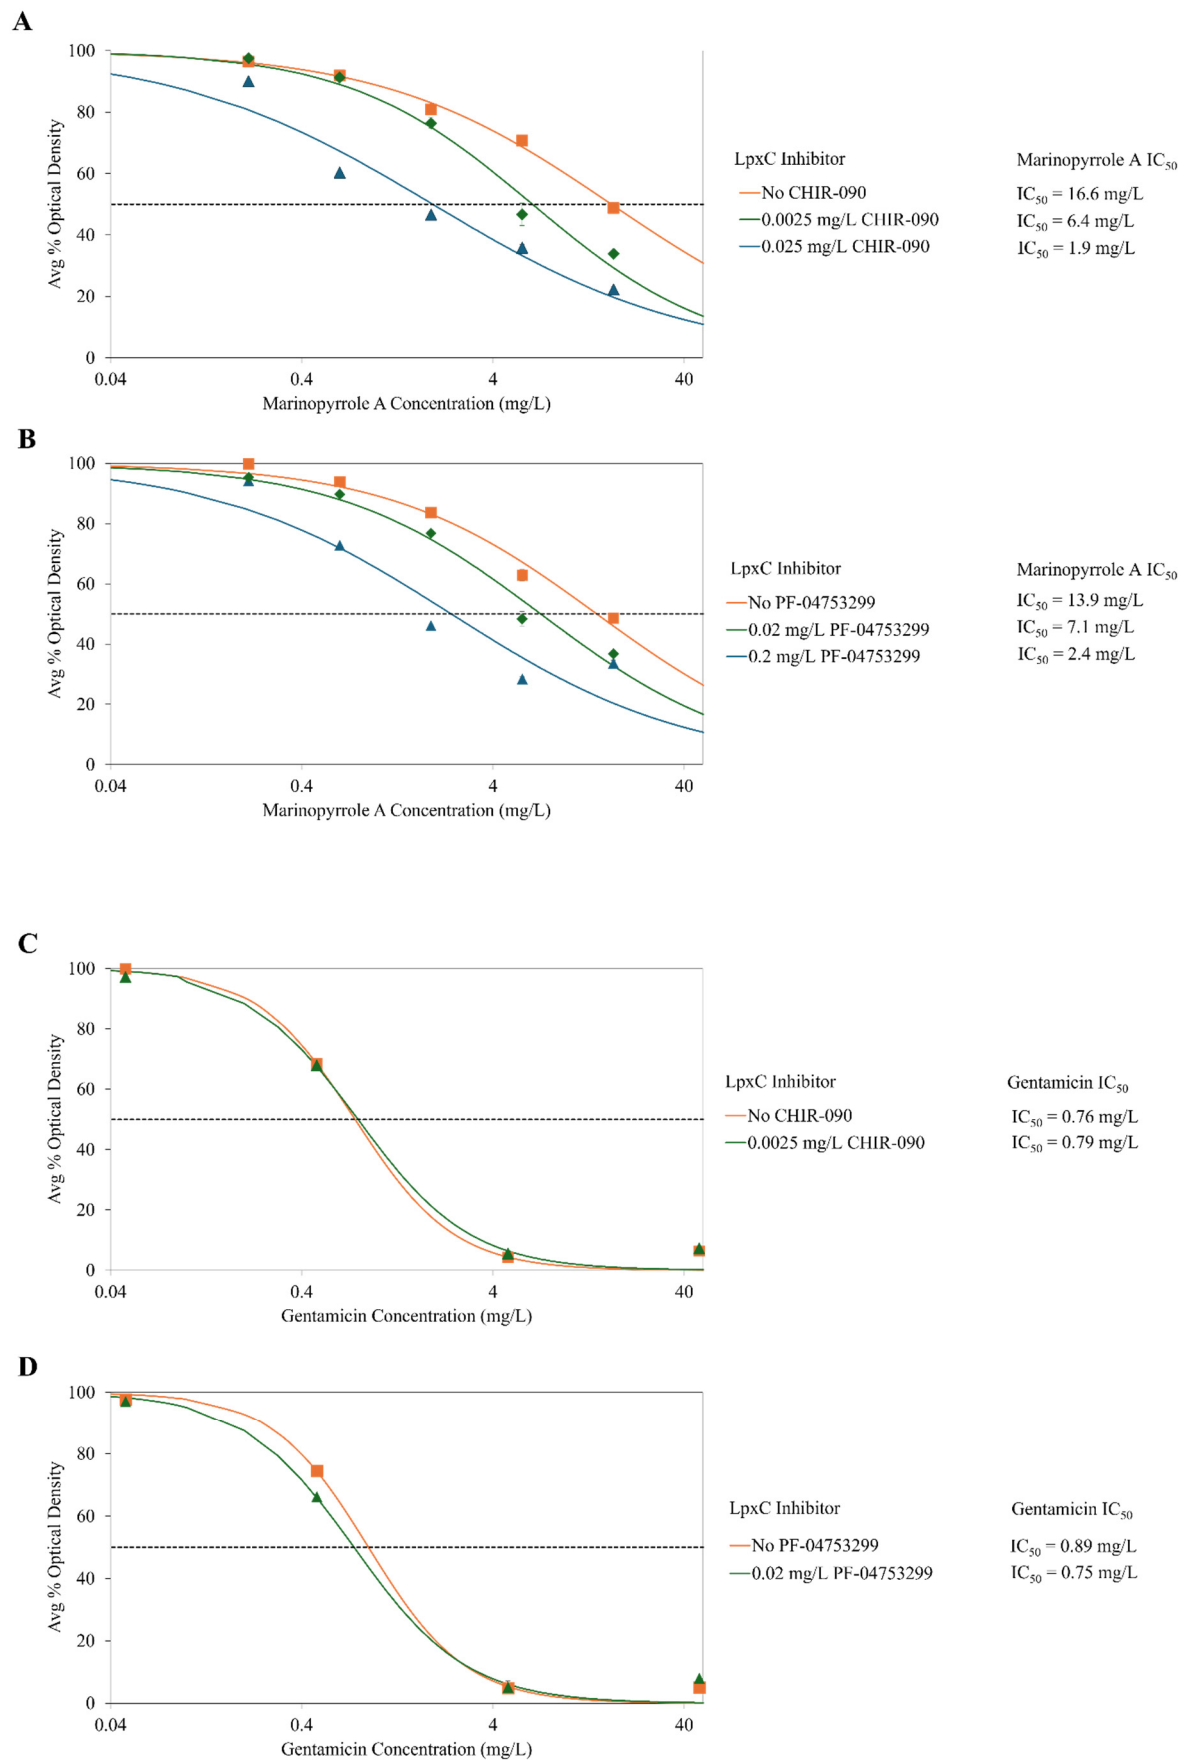 A
100
80
60
40
20
0
Avg % Optical Density
0.04 0.4 4 40
Marinopyrrole A Concentration (mg/L)
LpxC Inhibitor Marinopyrrole A IC50
No CHIR-090 IC50 = 16.6 mg/L
0.0025 mg/L CHIR-090 IC50 = 6.4 mg/L
0.025 mg/L CHIR-090 IC50 = 1.9 mg/L
B
100
80
60
40
20
0
Avg % Optical Density
0.04 0.4 4 40
Marinopyrrole A Concentration (mg/L)
LpxC Inhibitor Marinopyrrole A IC50
No PF-04753299 IC50 = 13.9 mg/L
0.02 mg/L PF-04753299 IC50 = 7.1 mg/L
0.2 mg/L PF-04753299 IC50 = 2.4 mg/L
C
100
80
60
40
20
0
Avg % Optical Density
0.04 0.4 4 40
Gentamicin Concentration (mg/L)
LpxC Inhibitor Gentamicin IC50
No CHIR-090 IC50 = 0.76 mg/L
0.0025 mg/L CHIR-090 IC50 = 0.79 mg/L
D
100
80
60
40
20
0
Avg % Optical Density
0.04 0.4 4 40
Gentamicin Concentration (mg/L)
LpxC Inhibitor Gentamicin IC50
No PF-04753299 IC50 = 0.89 mg/L
0.02 mg/L PF-04753299 IC50 = 0.75 mg/L